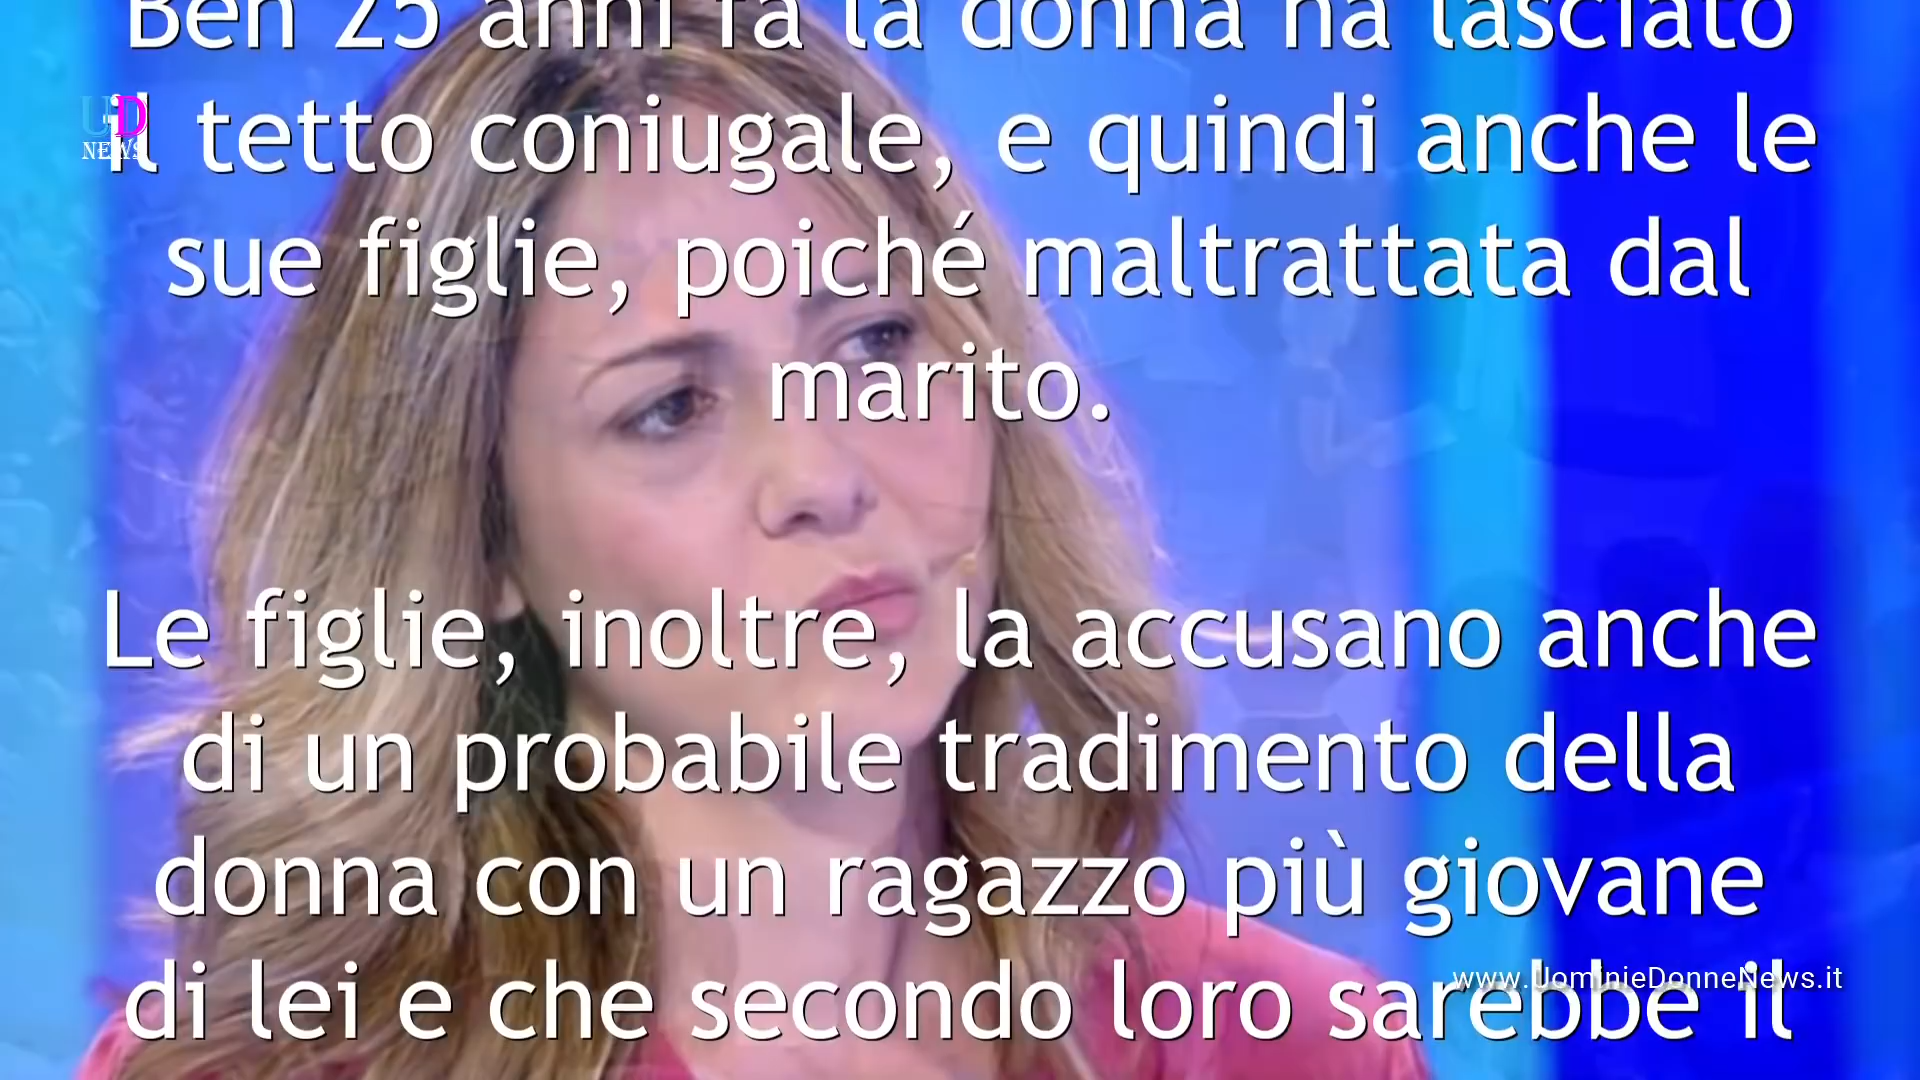 Ben 25 anni fa la donna ha lasciato
UD
NEWS
il tetto coniugale, e quindi anche le
sue figlie, poiché maltrattata dal
marito.
Le figlie, inoltre, la accusano anche
di un probabile tradimento della
donna con un ragazzo più giovane
di lei e che secondo loro sarebbe il
www.UominieDonneNews.it